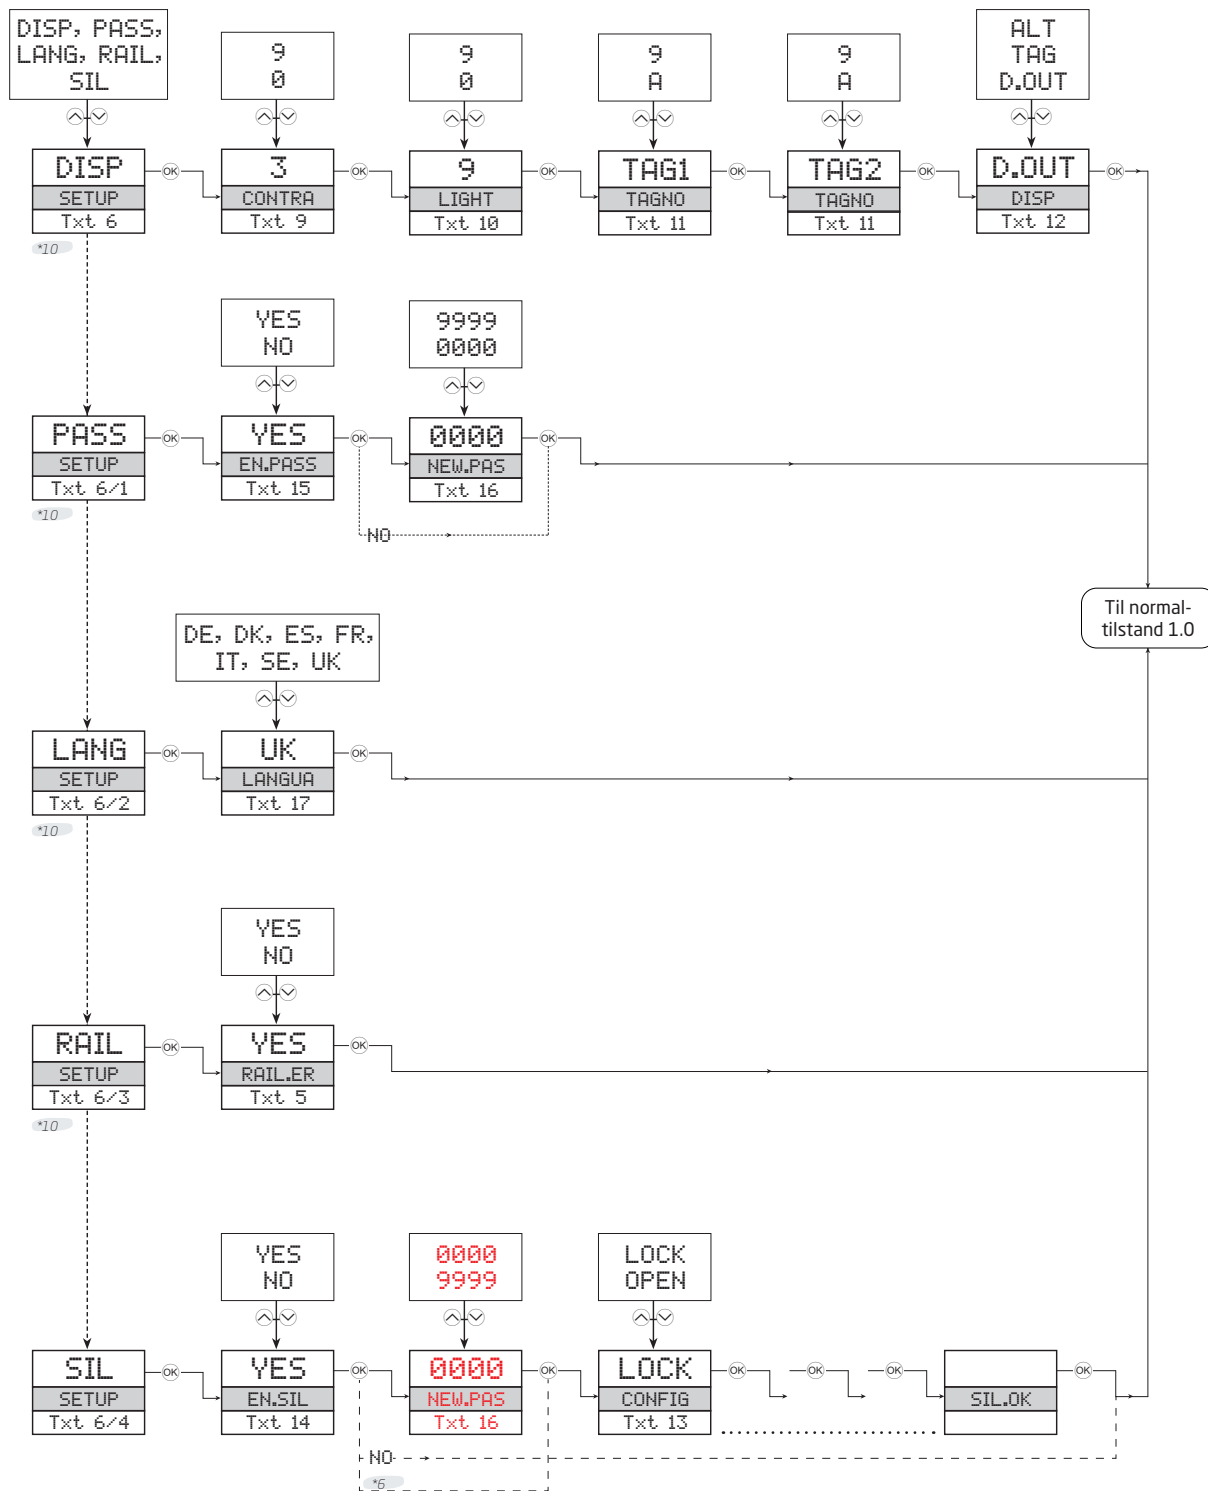 DISP, PASS,
LANG, RAIL,
SIL
9
0
9
0
9
A
9
A
ALT
TAG
D.OUT
DISP
SETUP
Txt 6
*10
OK
3
CONTRA
Txt 9
OK
9
LIGHT
Txt 10
OK
TAG1
TAGNO
Txt 11
OK
TAG2
TAGNO
Txt 11
OK
D.OUT
DISP
Txt 12
OK
YES
NO
9999
0000
PASS
SETUP
Txt 6/1
*10
OK
YES
EN.PASS
Txt 15
OK
0000
NEW.PAS
Txt 16
OK
NO
Til normal-
tilstand 1.0
DE, DK, ES, FR,
IT, SE, UK
LANG
SETUP
Txt 6/2
*10
OK
UK
LANGUA
Txt 17
OK
YES
NO
RAIL
SETUP
Txt 6/3
*10
OK
YES
RAIL.ER
Txt 5
OK
YES
NO
0000
9999
LOCK
OPEN
SIL
SETUP
Txt 6/4
OK
YES
EN.SIL
Txt 14
OK
0000
NEW.PAS
Txt 16
OK
LOCK
CONFIG
Txt 13
OK
OK
OK
SIL.OK
OK
NO
*6